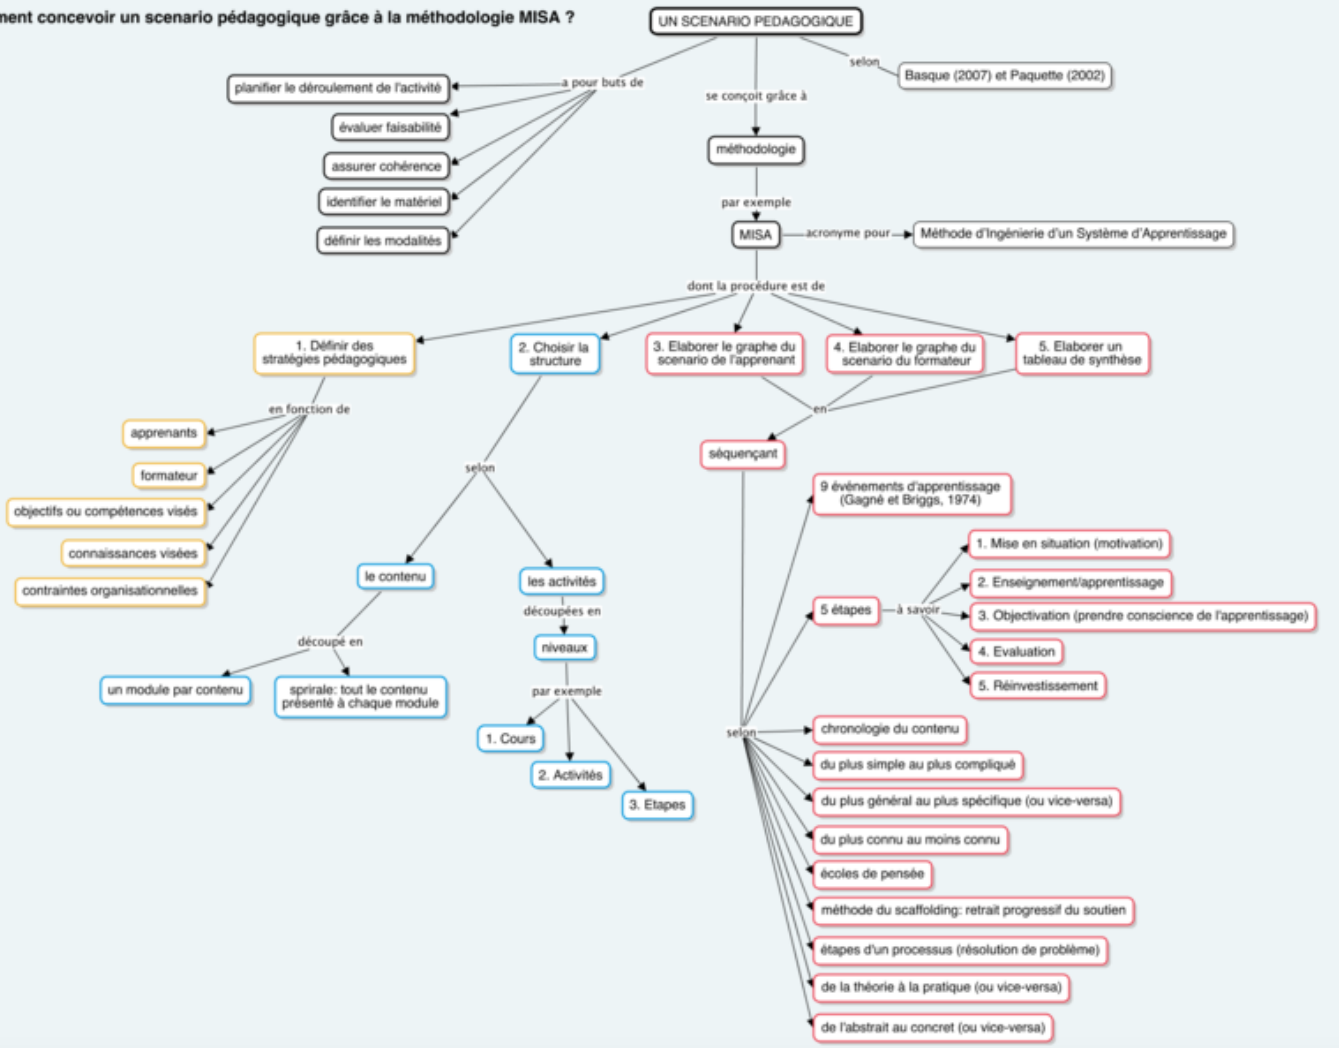 ment concevoir un scenario pédagogique grâce à la méthodologie MISA ?
UN SCENARIO PEDAGOGIQUE
selon
Basque (2007) et Paquette (2002)
a pour buts de
planifier le déroulement de l'activité
évaluer faisabilité
assurer cohérence
identifier le matériel
définir les modalités
se conçoit grâce à
méthodologie
par exemple
MISA
acronyme pour
Méthode d'Ingénierie d'un Système d'Apprentissage
dont la procédure est de
1. Définir des
stratégies pédagogiques
2. Choisir la
structure
3. Elaborer le graphe du
scenario de l'apprenant
4. Elaborer le graphe du
scenario du formateur
5. Elaborer un
tableau de synthèse
en fonction de
apprenants
formateur
objectifs ou compétences visés
connaissances visées
contraintes organisationnelles
selon
le contenu
découpé en
un module par contenu
sprirale: tout le contenu
présenté à chaque module
les activités
découpées en
niveaux
par exemple
1. Cours
2. Activités
3. Etapes
en
séquençant
selon
9 événements d'apprentissage
(Gagné et Briggs, 1974)
5 étapes
à savoir
1. Mise en situation (motivation)
2. Enseignement/apprentissage
3. Objectivation (prendre conscience de l'apprentissage)
4. Evaluation
5. Réinvestissement
chronologie du contenu
du plus simple au plus compliqué
du plus général au plus spécifique (ou vice-versa)
du plus connu au moins connu
écoles de pensée
méthode du scaffolding: retrait progressif du soutien
étapes d'un processus (résolution de problème)
de la théorie à la pratique (ou vice-versa)
de l'abstrait au concret (ou vice-versa)